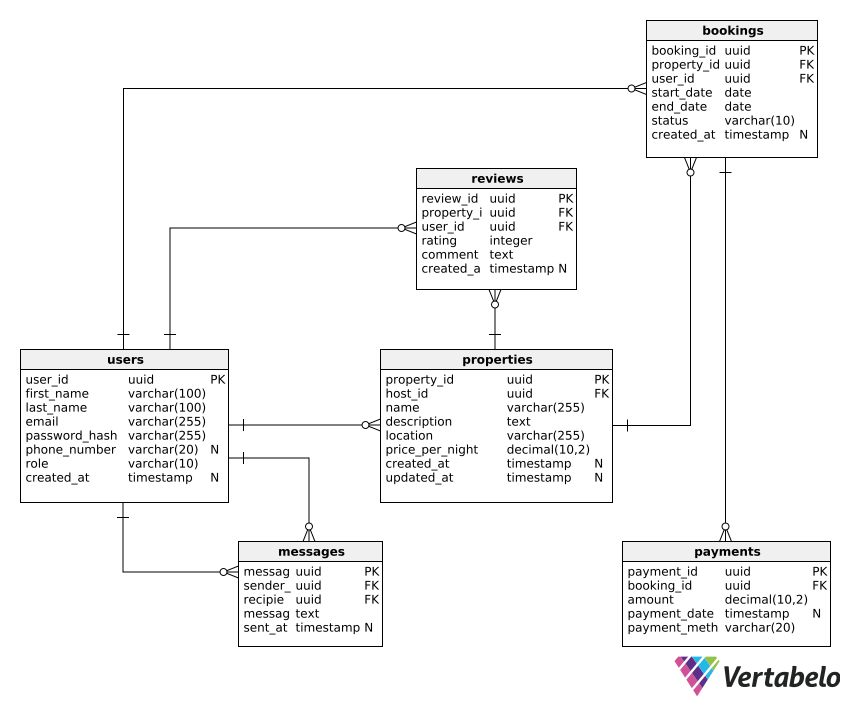 bookings
booking_id uuid PK
property_id uuid FK
user_id uuid FK
start_date date
end_date date
status varchar(10)
created_at timestamp N
reviews
review_id uuid PK
property_i uuid FK
user_id uuid FK
rating integer
comment text
created_a timestamp N
users
user_id uuid PK
first_name varchar(100)
last_name varchar(100)
email varchar(255)
password_hash varchar(255)
phone_number varchar(20) N
role varchar(10)
created_at timestamp N
properties
property_id uuid PK
host_id uuid FK
name varchar(255)
description text
location varchar(255)
price_per_night decimal(10,2)
created_at timestamp N
updated_at timestamp N
messages
messag uuid PK
sender_ uuid FK
recipie uuid FK
messag text
sent_at timestamp N
payments
payment_id uuid PK
booking_id uuid FK
amount decimal(10,2)
payment_date timestamp N
payment_meth varchar(20)
Vertabelo